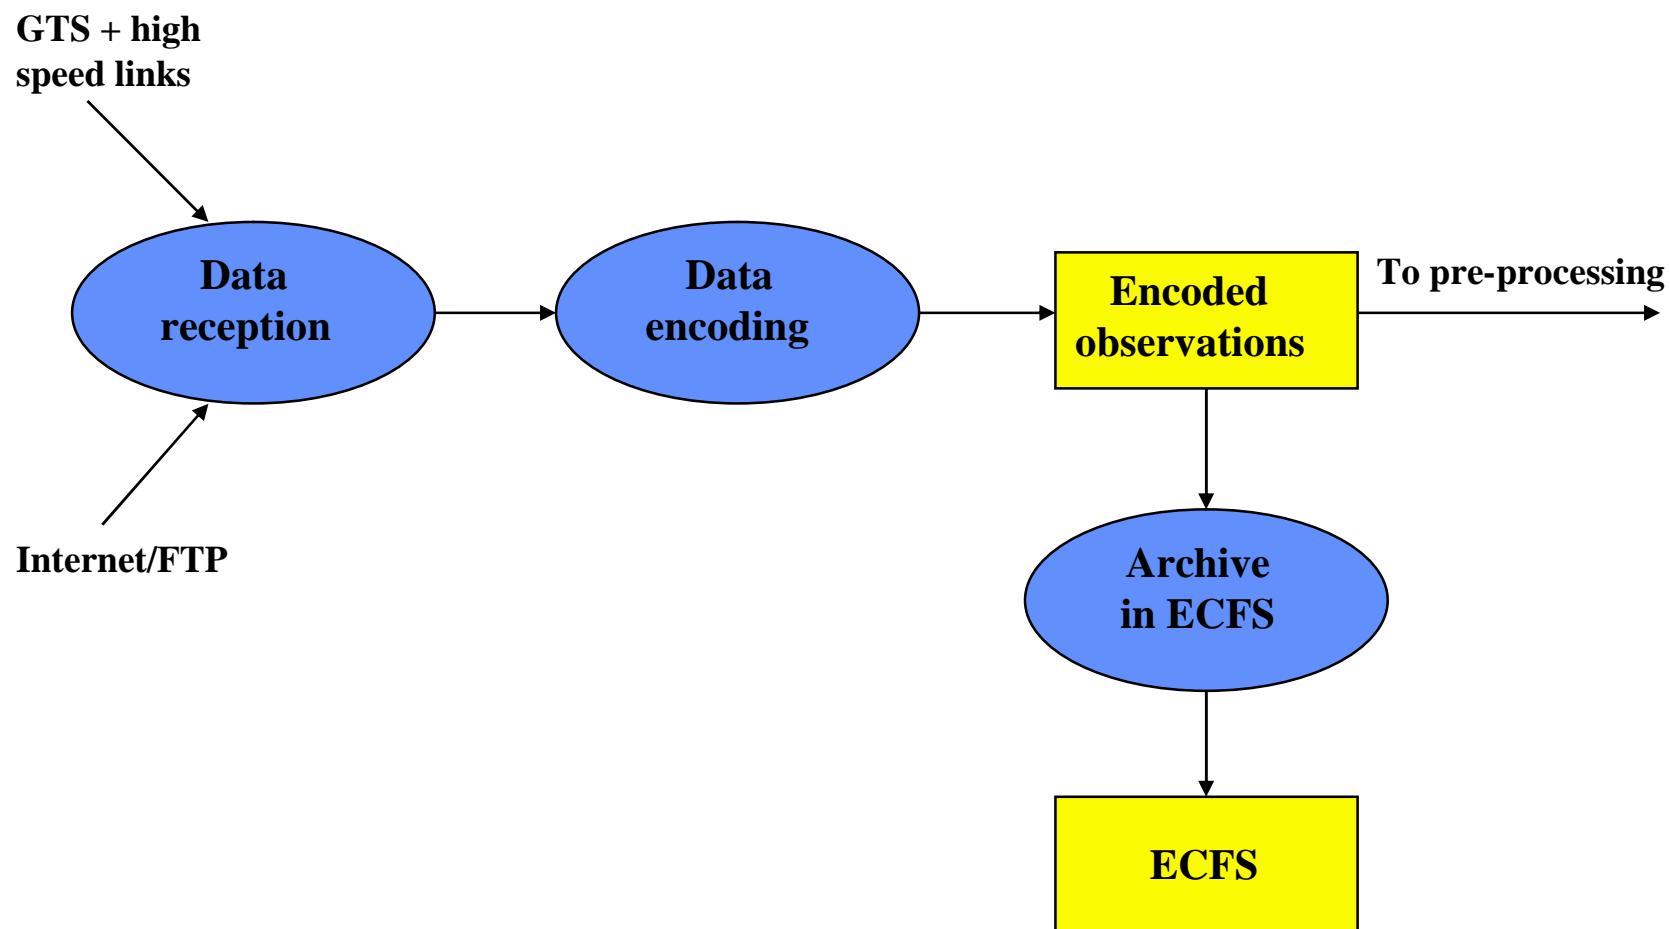 GTS + high
speed links
Data
reception
Data
encoding
Encoded
observations
To pre-processing
Internet/FTP
Archive
in ECFS
ECFS